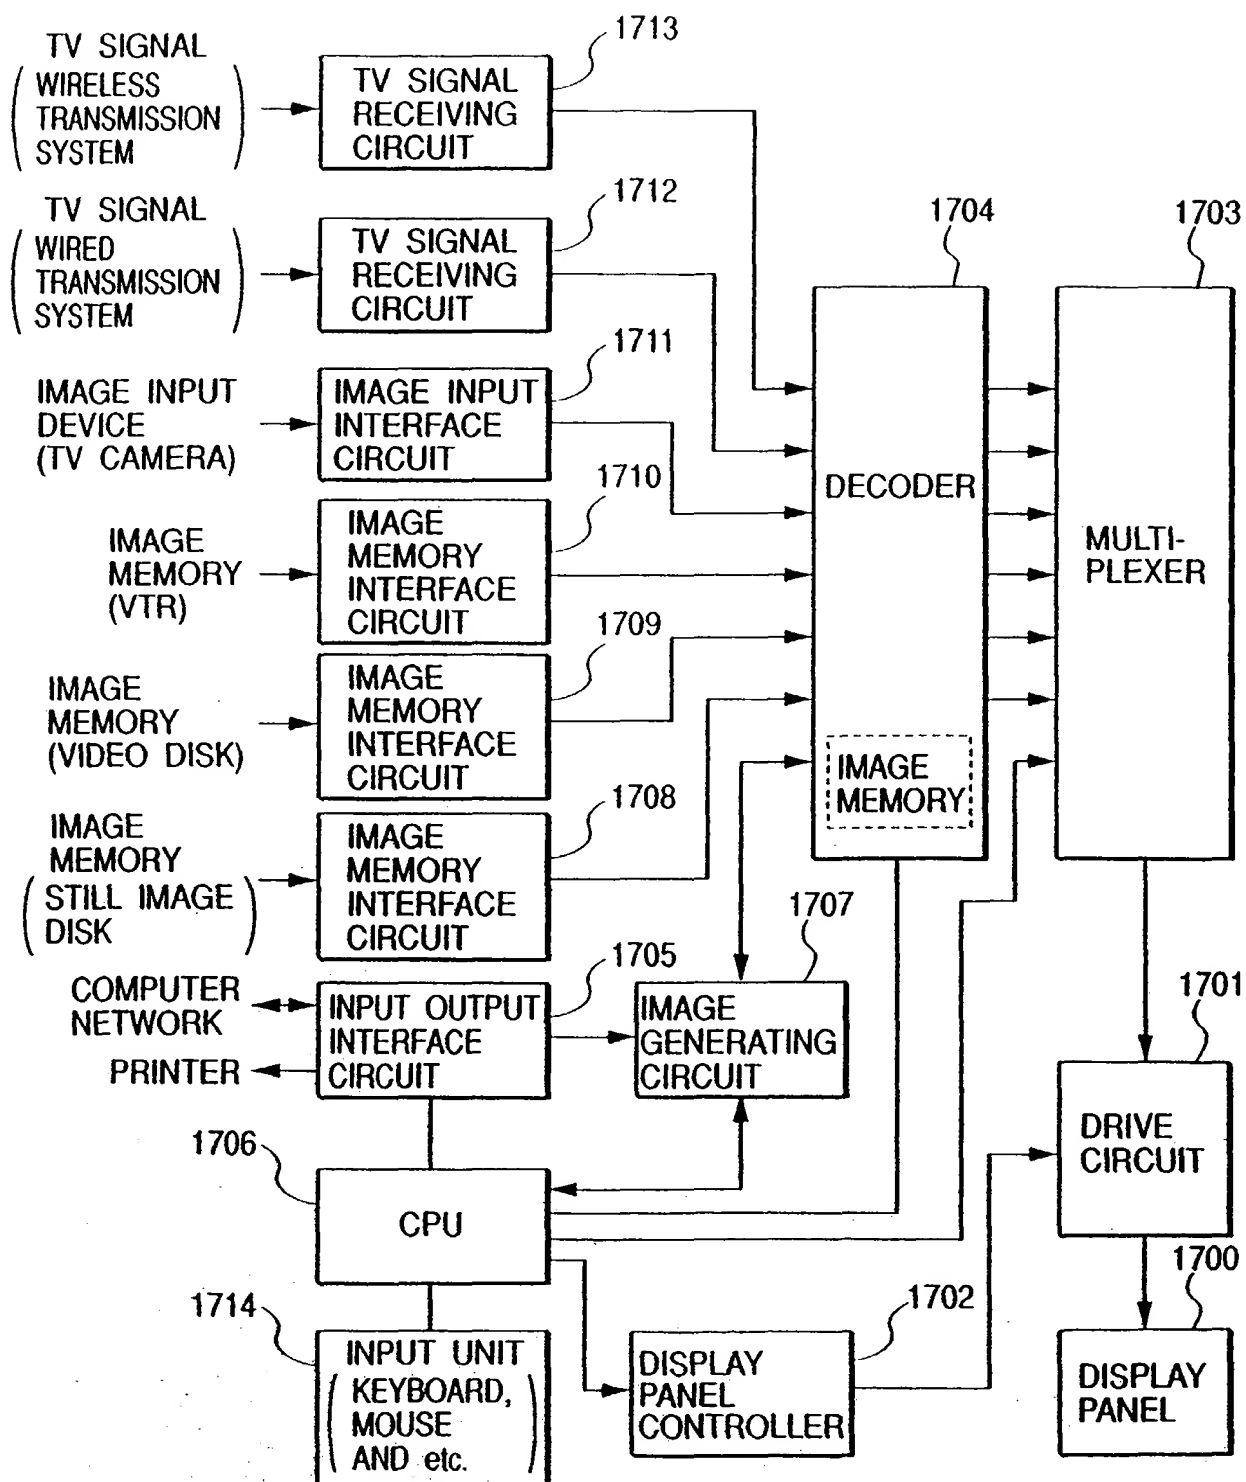 TV SIGNAL
(WIRELESS
TRANSMISSION
SYSTEM)
1713
TV SIGNAL
RECEIVING
CIRCUIT
TV SIGNAL
(WIRED
TRANSMISSION
SYSTEM)
1712
TV SIGNAL
RECEIVING
CIRCUIT
IMAGE INPUT
DEVICE
(TV CAMERA)
1711
IMAGE INPUT
INTERFACE
CIRCUIT
IMAGE
MEMORY
(VTR)
1710
IMAGE
MEMORY
INTERFACE
CIRCUIT
IMAGE
MEMORY
(VIDEO DISK)
1709
IMAGE
MEMORY
INTERFACE
CIRCUIT
IMAGE
MEMORY
(STILL IMAGE
DISK)
1708
IMAGE
MEMORY
INTERFACE
CIRCUIT
1704
DECODER
IMAGE
MEMORY
1703
MULTI-
PLEXER
COMPUTER
NETWORK
PRINTER
1705
INPUT OUTPUT
INTERFACE
CIRCUIT
1707
IMAGE
GENERATING
CIRCUIT
1701
DRIVE
CIRCUIT
1706
CPU
1714
INPUT UNIT
(KEYBOARD,
MOUSE
AND etc.)
1702
DISPLAY
PANEL
CONTROLLER
1700
DISPLAY
PANEL